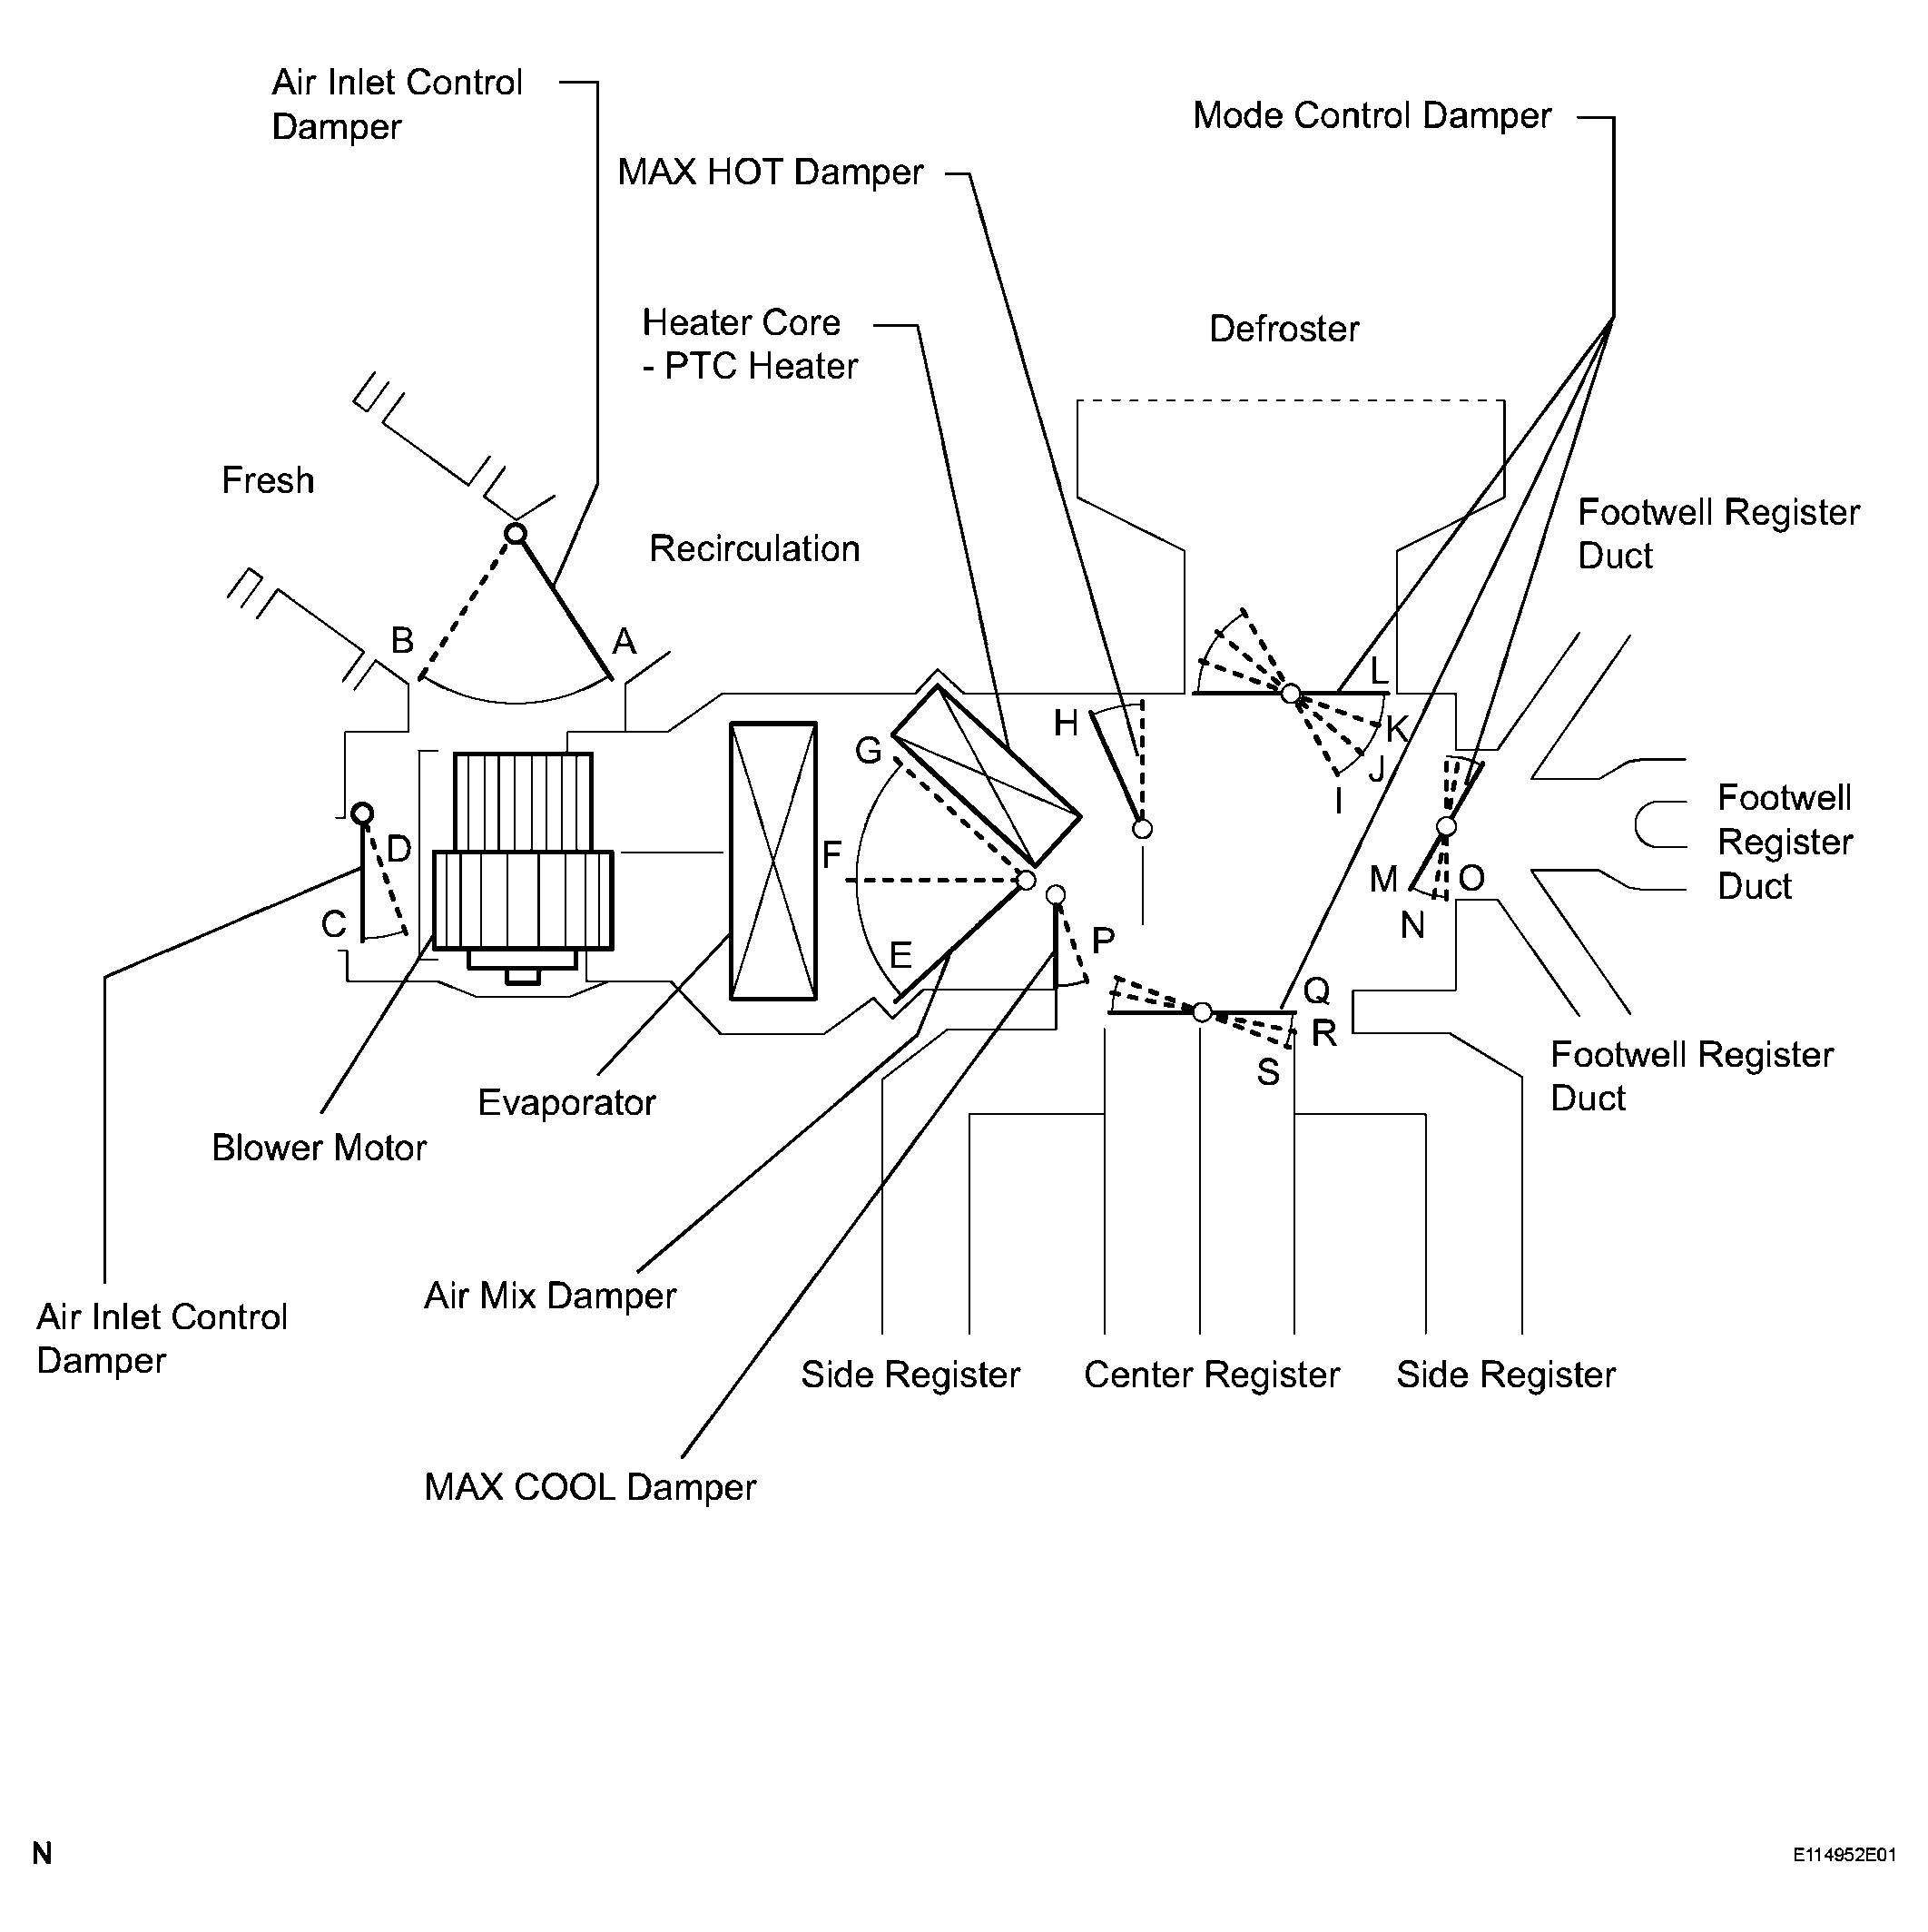 Air Inlet Control
Damper
MAX HOT Damper
Mode Control Damper
Heater Core
- PTC Heater
Defroster
Fresh
Recirculation
Footwell Register
Duct
B
A
L
H
K
G
J
I
Footwell
Register
Duct
D
F
M
O
C
N
E
P
Q
R
S
Footwell Register
Duct
Evaporator
Blower Motor
Air Mix Damper
Air Inlet Control
Damper
Side Register
Center Register
Side Register
MAX COOL Damper
N
E114952E01